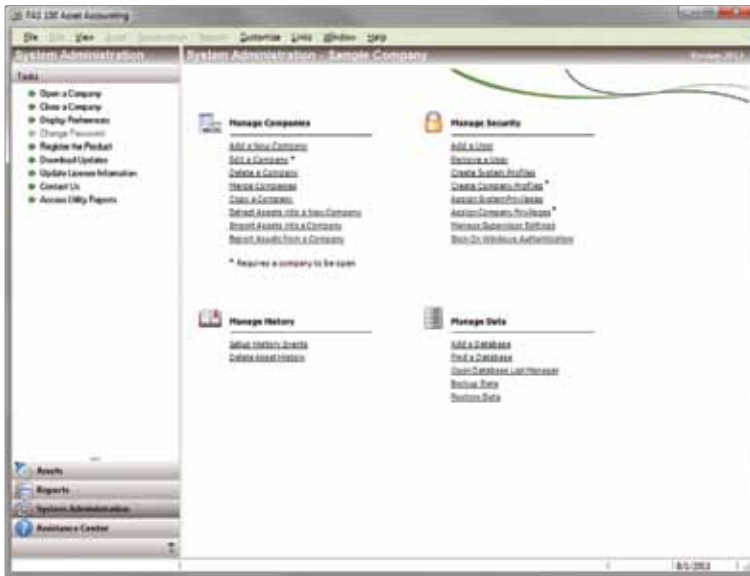 FAS 100 Asset Accounting
File Edit View Customize Links Window Help
System Administration
System Administration - Sample Company
Tasks
Open a Company
Close a Company
Display Preferences
Change Password
Register the Product
Download Updates
Update License Information
Contact Us
Access Utility Reports
Manage Companies
Add a New Company
Edit a Company *
Delete a Company
Merge Companies
Copy a Company
Extract Assets into a New Company
Import Assets into a Company
Export Assets from a Company
* Requires a company to be open
Manage Security
Add a User
Remove a User
Create System Profiles
Create Company Profiles *
Assign System Privileges
Assign Company Privileges *
Manage Supervisor Settings
Sign On Windows Authentication
Manage History
Setup History Events
Delete Asset History
Manage Data
Add a Database
Find a Database
Open Database List Manager
Backup Data
Restore Data
Assets
Reports
System Administration
Assistance Center